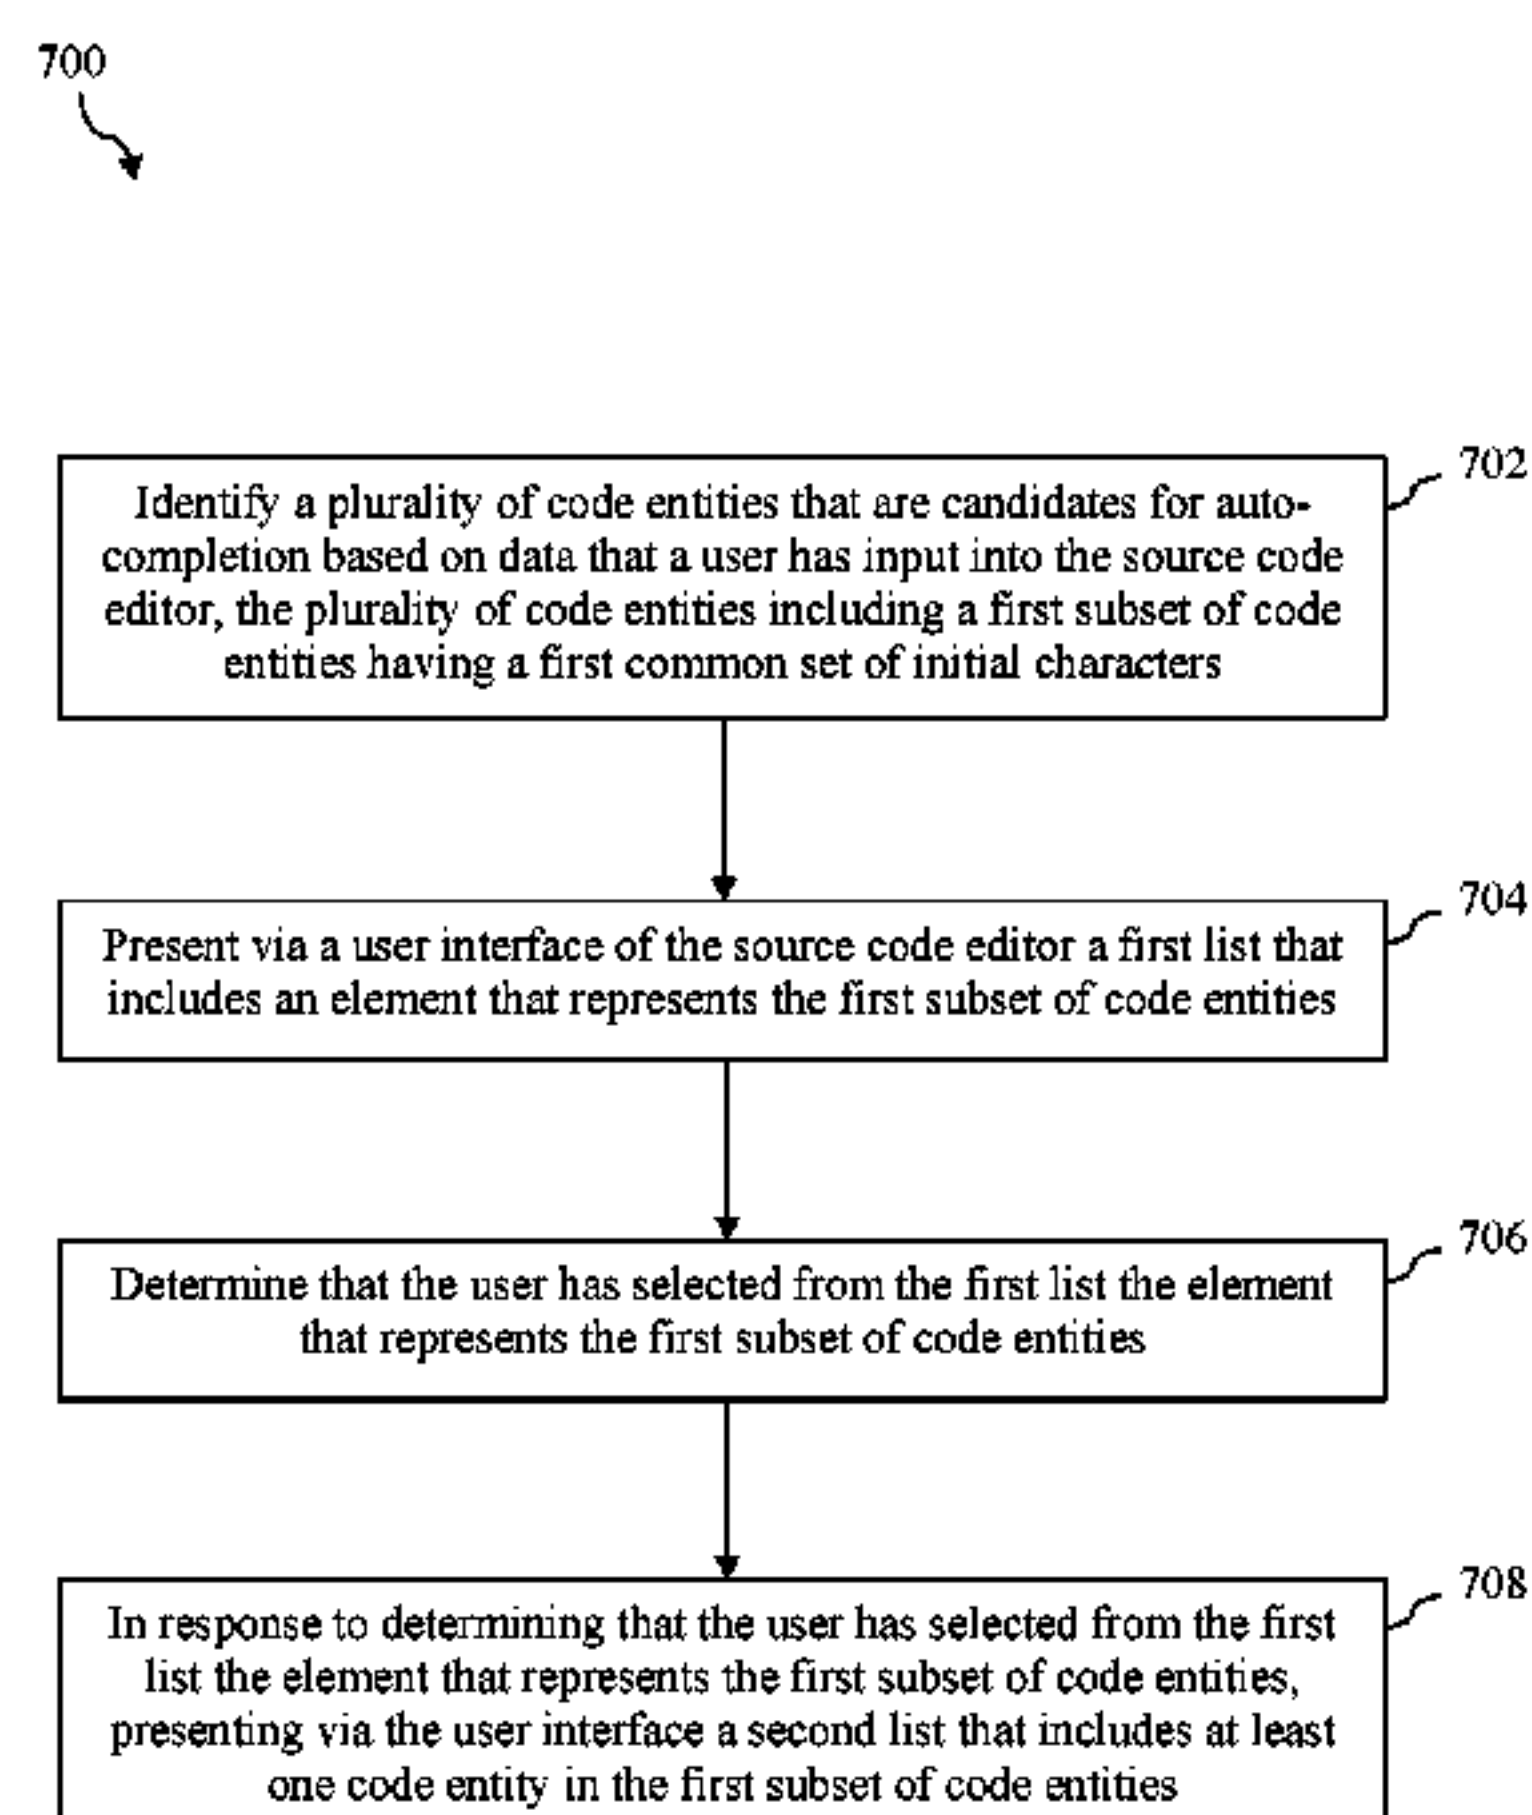 700
702
Identify a plurality of code entities that are candidates for auto-
completion based on data that a user has input into the source code
editor, the plurality of code entities including a first subset of code
entities having a first common set of initial characters
704
Present via a user interface of the source code editor a first list that
includes an element that represents the first subset of code entities
706
Determine that the user has selected from the first list the element
that represents the first subset of code entities
708
In response to determining that the user has selected from the first
list the element that represents the first subset of code entities,
presenting via the user interface a second list that includes at least
one code entity in the first subset of code entities